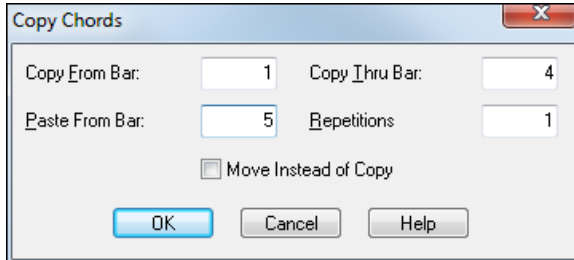 Copy Chords
Copy From Bar: 1 Copy Thru Bar: 4
Paste From Bar: 5 Repetitions 1
Move Instead of Copy
OK Cancel Help